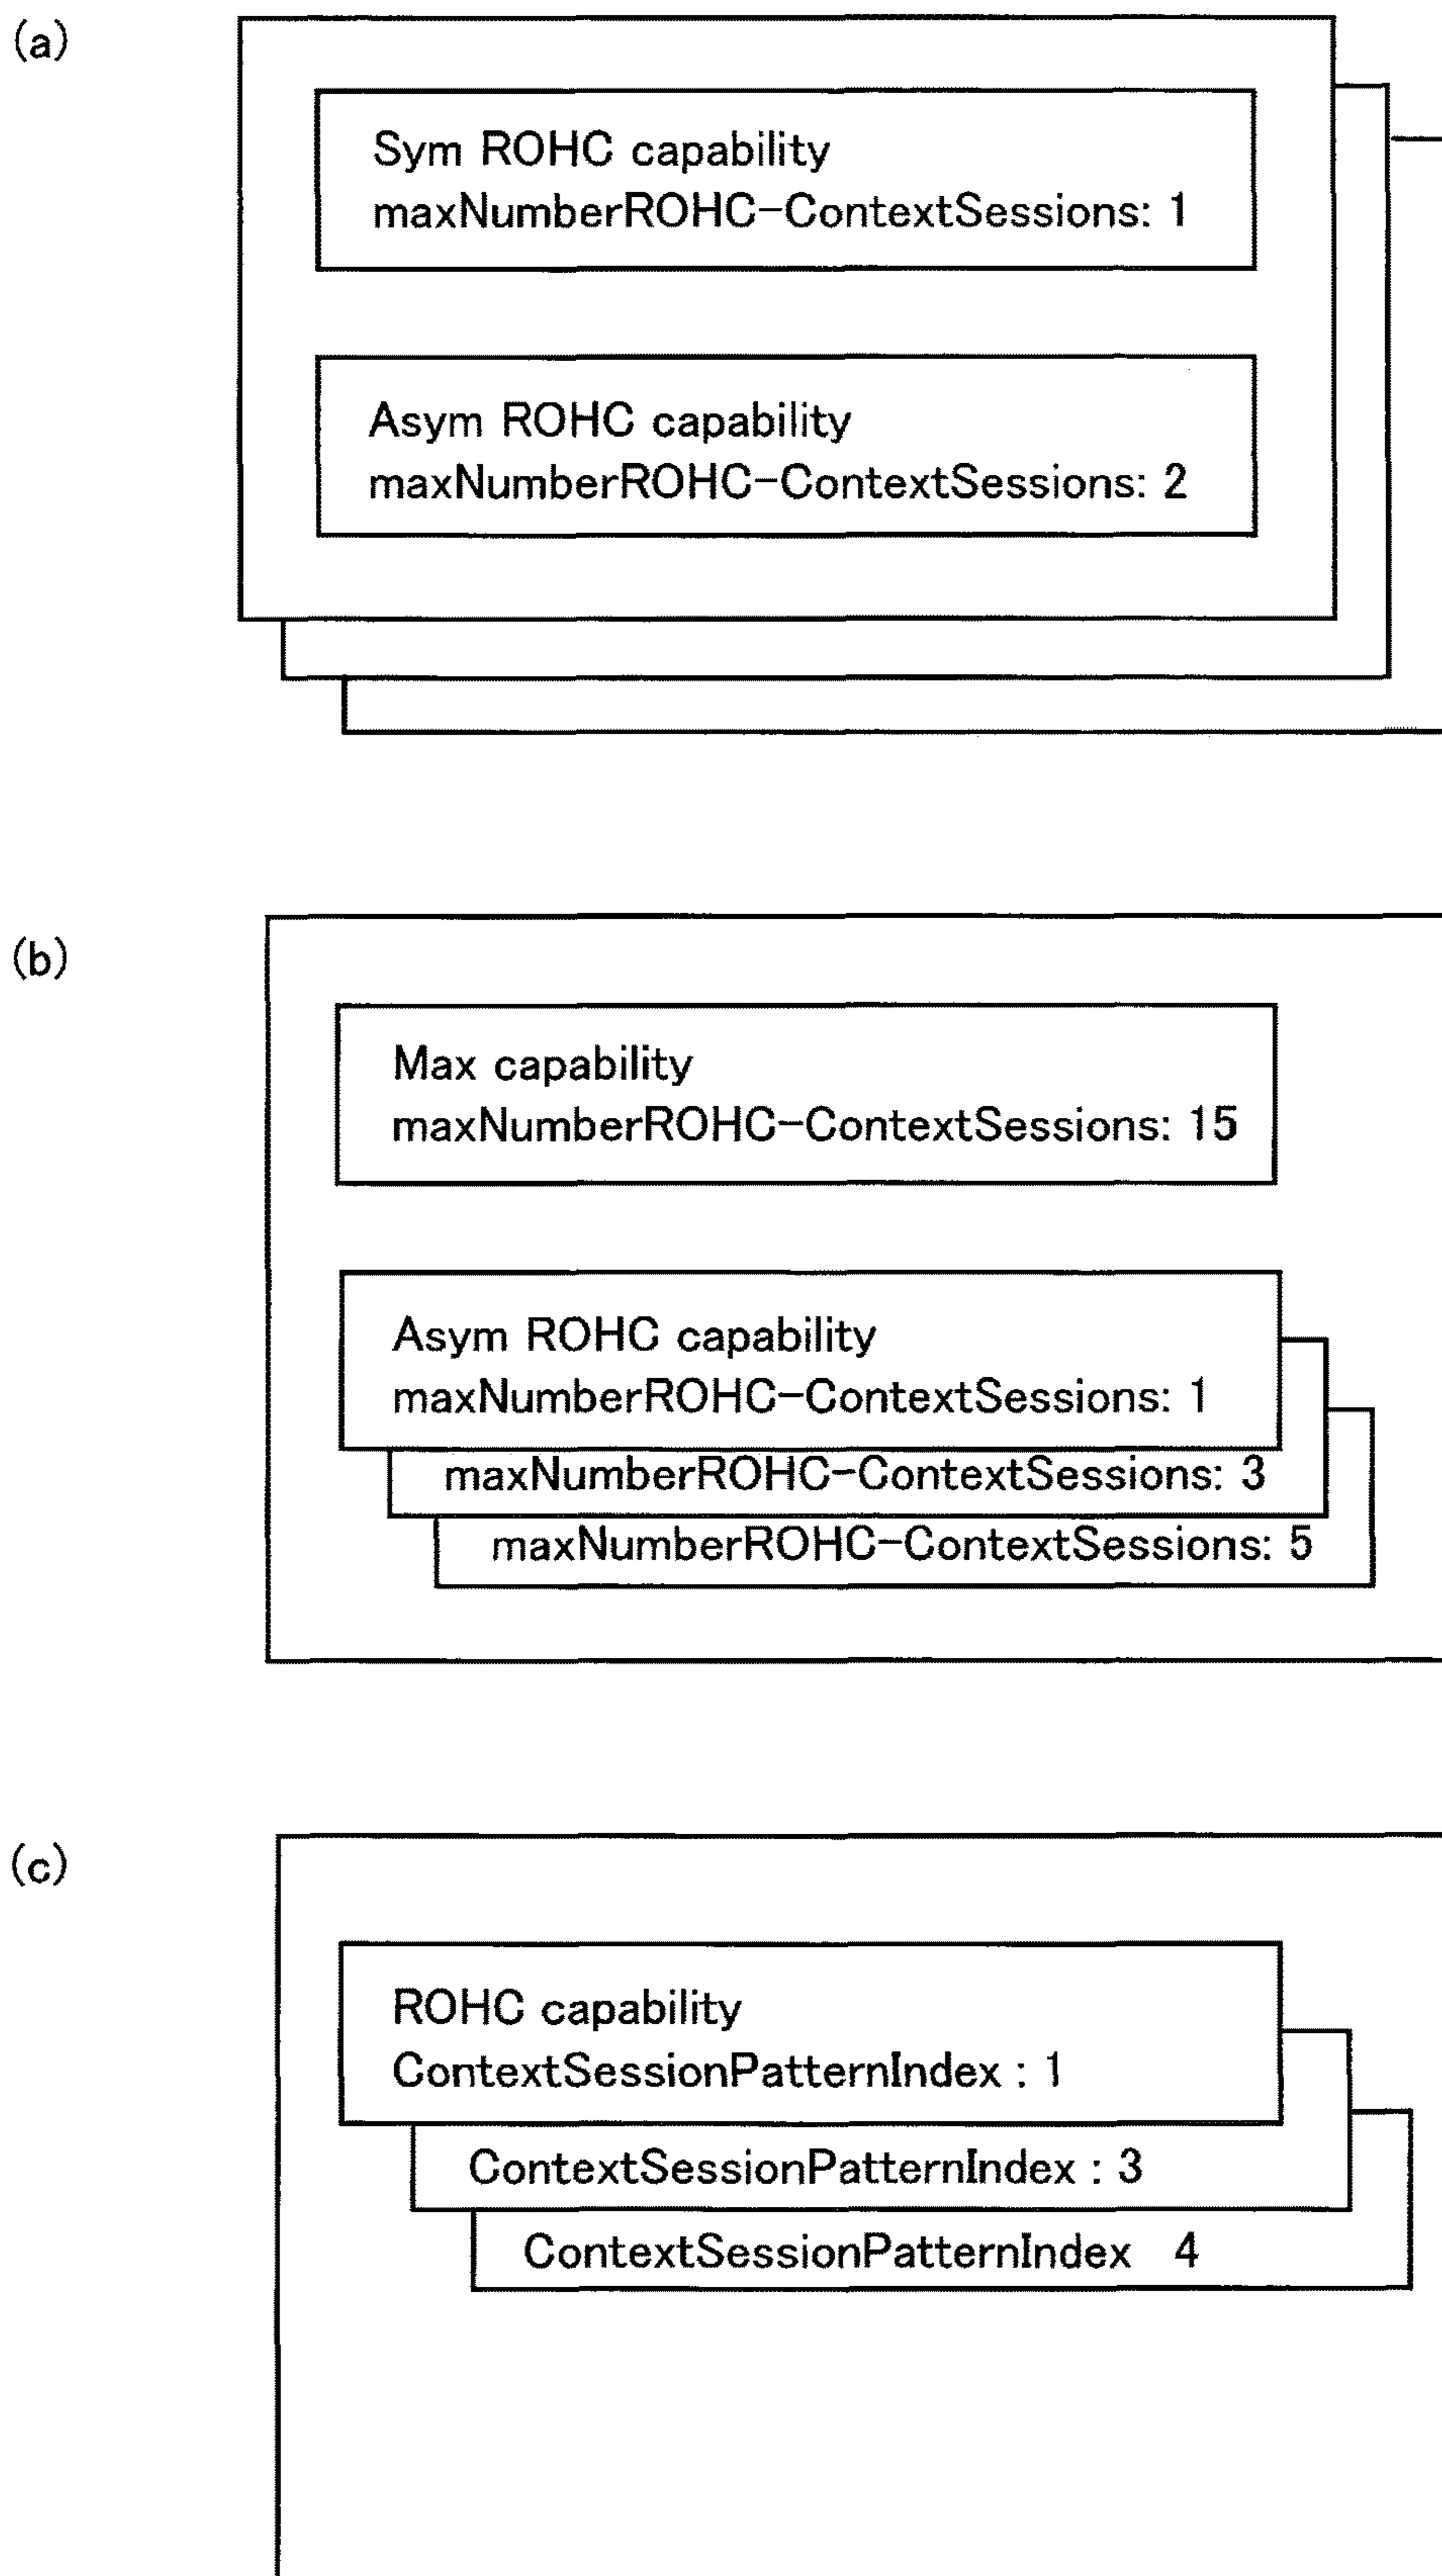 (a)
Sym ROHC capability
maxNumberROHC-ContextSessions: 1
Asym ROHC capability
maxNumberROHC-ContextSessions: 2
(b)
Max capability
maxNumberROHC-ContextSessions: 15
Asym ROHC capability
maxNumberROHC-ContextSessions: 1
maxNumberROHC-ContextSessions: 3
maxNumberROHC-ContextSessions: 5
(c)
ROHC capability
ContextSessionPatternIndex : 1
ContextSessionPatternIndex : 3
ContextSessionPatternIndex 4